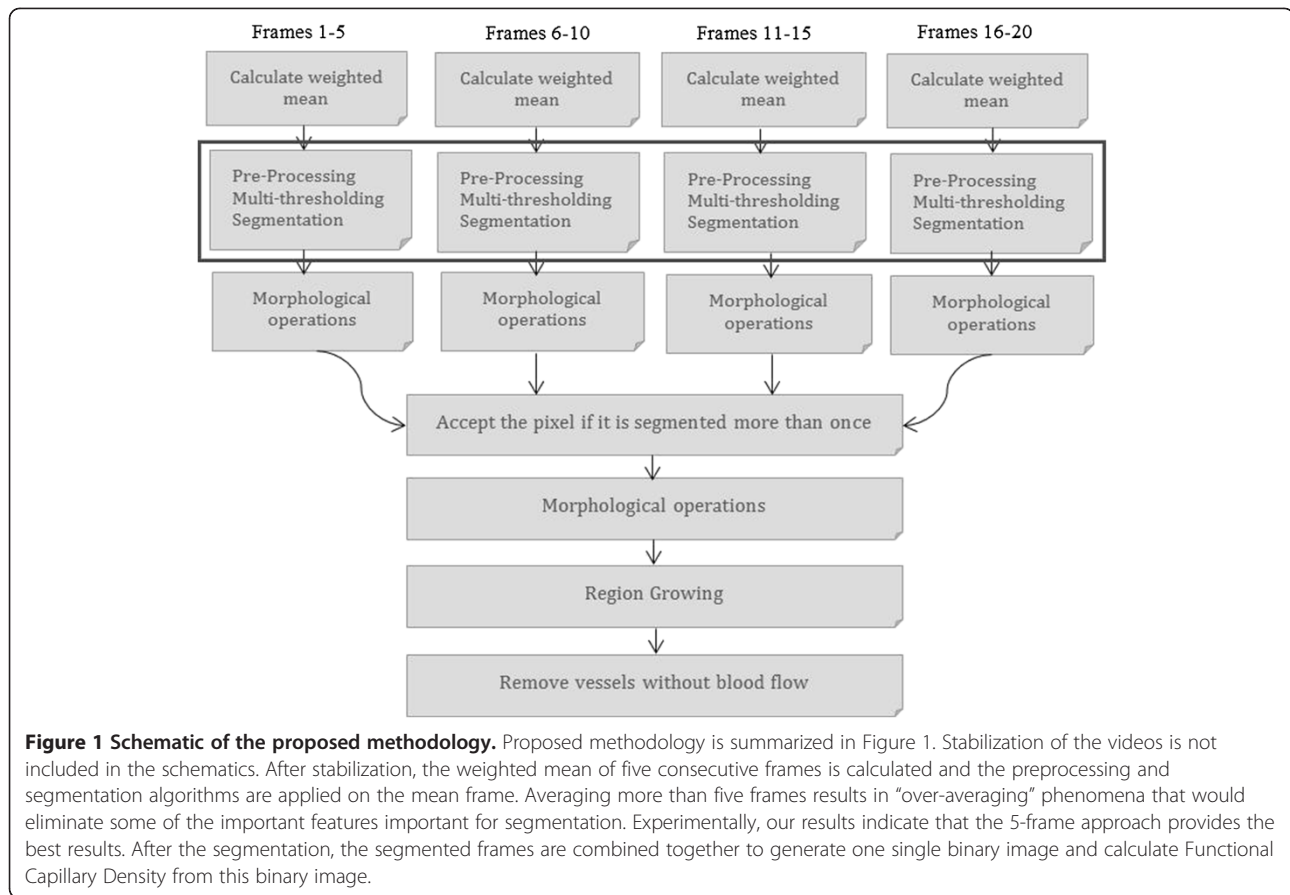 Frames 1-5
Frames 6-10
Frames 11-15
Frames 16-20
Calculate weighted
mean
Calculate weighted
mean
Calculate weighted
mean
Calculate weighted
mean
Pre-Processing
Multi-thresholding
Segmentation
Pre-Processing
Multi-thresholding
Segmentation
Pre-Processing
Multi-thresholding
Segmentation
Pre-Processing
Multi-thresholding
Segmentation
Morphological
operations
Morphological
operations
Morphological
operations
Morphological
operations
Accept the pixel if it is segmented more than once
Morphological operations
Region Growing
Remove vessels without blood flow
Figure 1 Schematic of the proposed methodology. Proposed methodology is summarized in Figure 1. Stabilization of the videos is not
included in the schematics. After stabilization, the weighted mean of five consecutive frames is calculated and the preprocessing and
segmentation algorithms are applied on the mean frame. Averaging more than five frames results in “over-averaging” phenomena that would
eliminate some of the important features important for segmentation. Experimentally, our results indicate that the 5-frame approach provides the
best results. After the segmentation, the segmented frames are combined together to generate one single binary image and calculate Functional
Capillary Density from this binary image.